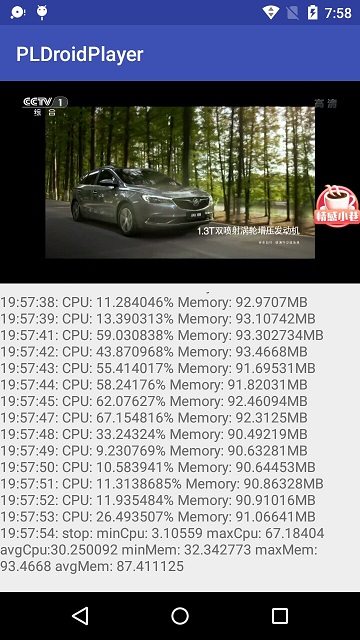 7:58
PLDroidPlayer
CCTV 1
综合
高清
1.3T双喷射涡轮增压发动机
情感小巷
19:57:38: CPU: 11.284046% Memory: 92.9707MB
19:57:39: CPU: 13.390313% Memory: 93.10742MB
19:57:41: CPU: 59.030838% Memory: 93.302734MB
19:57:42: CPU: 43.870968% Memory: 93.4668MB
19:57:43: CPU: 55.414017% Memory: 91.69531MB
19:57:44: CPU: 58.24176% Memory: 91.82031MB
19:57:45: CPU: 62.07627% Memory: 92.46094MB
19:57:47: CPU: 67.154816% Memory: 92.3125MB
19:57:48: CPU: 33.24324% Memory: 90.49219MB
19:57:49: CPU: 9.230769% Memory: 90.63281MB
19:57:50: CPU: 10.583941% Memory: 90.64453MB
19:57:51: CPU: 11.3138685% Memory: 90.86328MB
19:57:52: CPU: 11.935484% Memory: 90.91016MB
19:57:53: CPU: 26.493507% Memory: 91.06641MB
19:57:54: stop: minCpu: 3.10559 maxCpu: 67.18404
avgCpu:30.250092 minMem: 32.342773 maxMem:
93.4668 avgMem: 87.411125